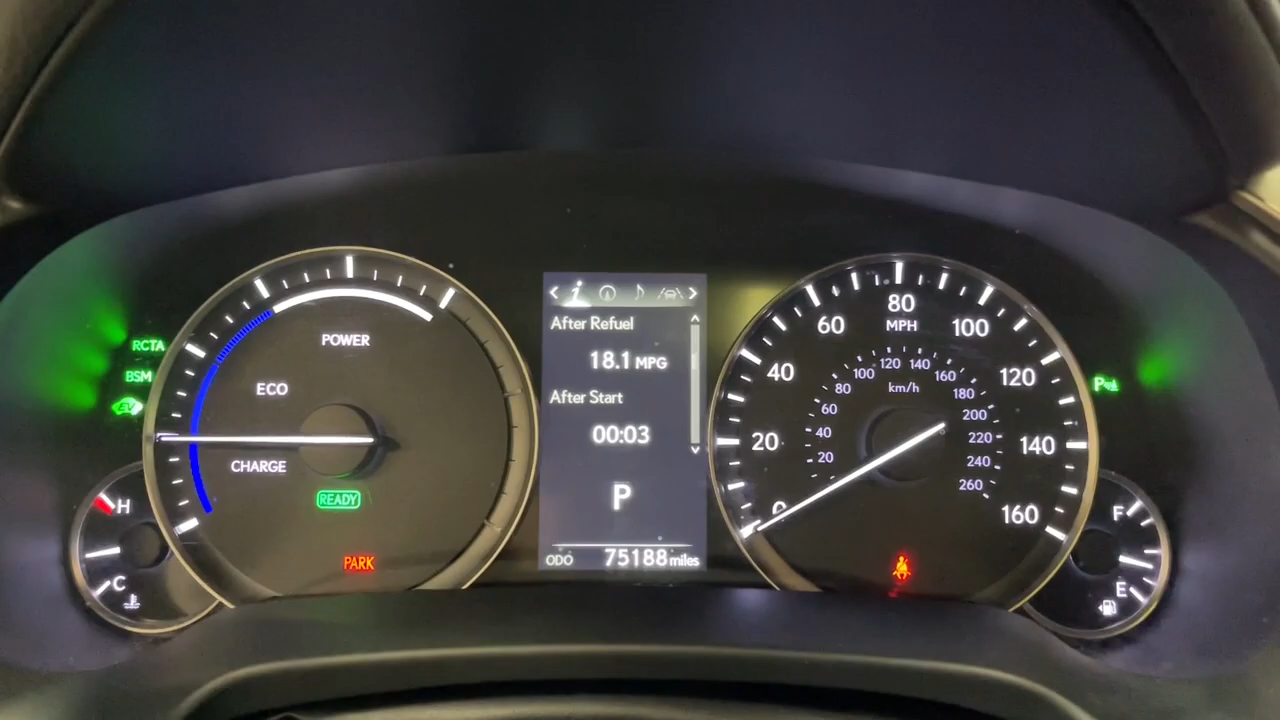 RCTA
BSM
EV
POWER
ECO
CHARGE
READY
PARK
H
C
After Refuel
18.1 MPG
After Start
00:03
P
ODO 75188 miles
0
20
40
60
80
100
120
140
160
MPH
20
40
60
80
100
120
140
160
180
200
220
240
260
km/h
P
F
E